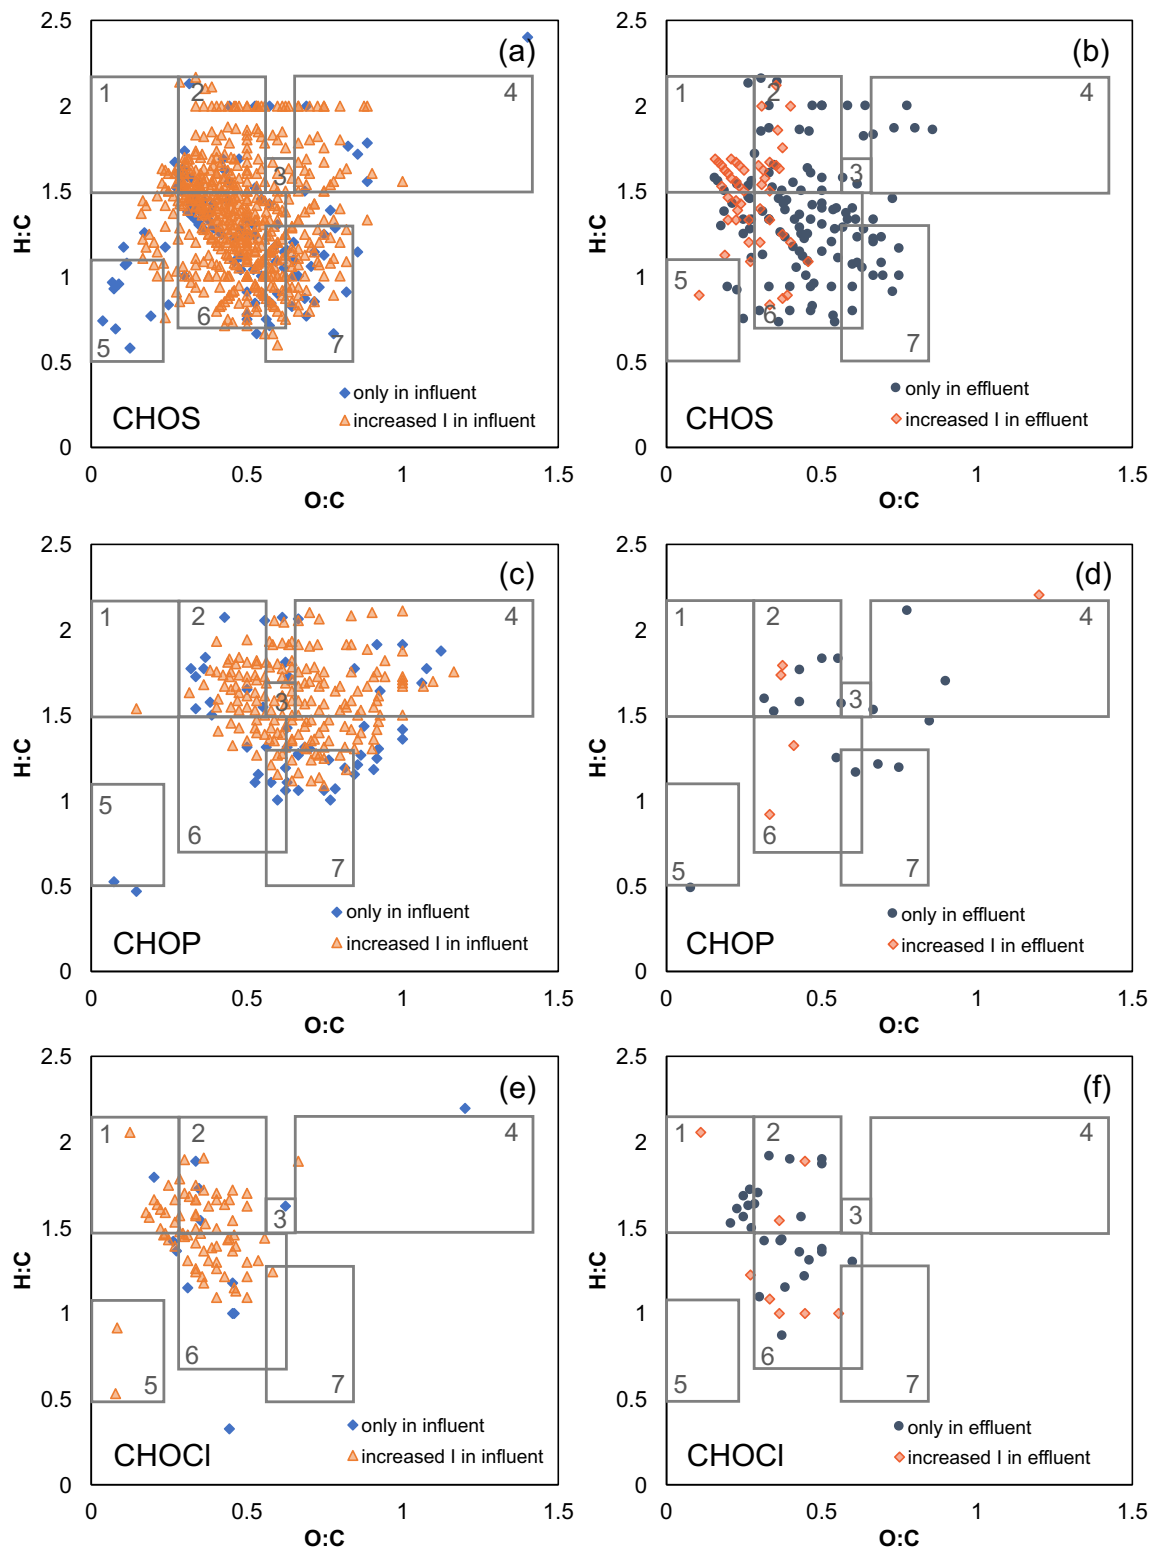 2.5
(a)
1
2
4
2
3
1.5
H:C
1
5
6
7
0.5
only in influent
increased I in influent
CHOS
0
0
0.5
1
1.5
O:C
2.5
(b)
1
2
4
2
3
1.5
H:C
1
5
6
7
0.5
only in effluent
increased I in effluent
CHOS
0
0
0.5
1
1.5
O:C
2.5
(c)
1
2
4
2
3
1.5
H:C
1
5
6
7
0.5
only in influent
increased I in influent
CHOP
0
0
0.5
1
1.5
O:C
2.5
(d)
1
2
4
2
3
1.5
H:C
1
6
5
7
0.5
only in effluent
increased I in effluent
CHOP
0
0
0.5
1
1.5
O:C
2.5
(e)
1
2
4
2
3
1.5
H:C
1
6
5
7
0.5
only in influent
increased I in influent
CHOCl
0
0
0.5
1
1.5
O:C
2.5
(f)
1
2
4
2
3
1.5
H:C
1
6
5
7
0.5
only in effluent
increased I in effluent
CHOCl
0
0
0.5
1
1.5
O:C